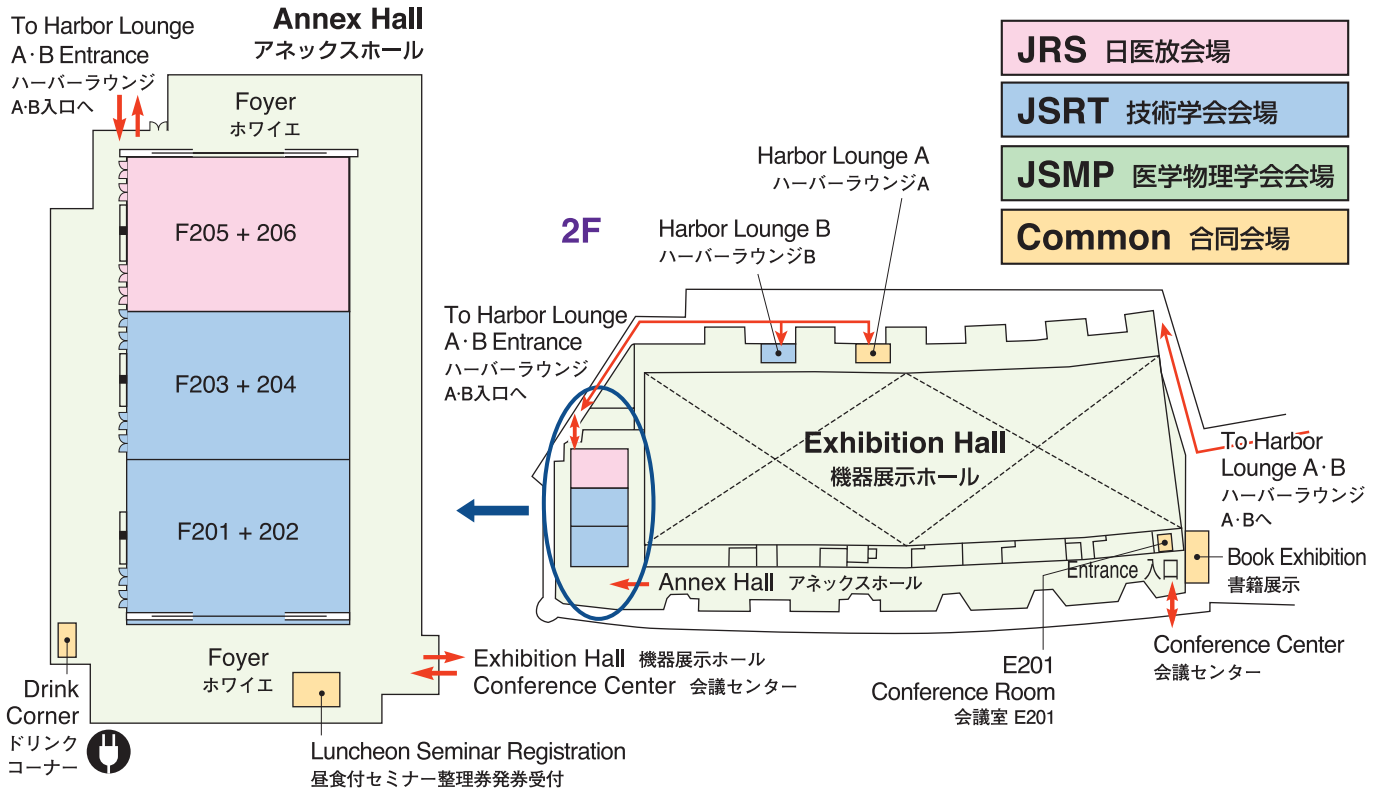 To Harbor Lounge
A・B Entrance
ハーバーラウンジ
A・B入口へ
Annex Hall
アネックスホール
Foyer
ホワイエ
F205 + 206
F203 + 204
F201 + 202
Foyer
ホワイエ
Drink
Corner
ドリンク
コーナー
Luncheon Seminar Registration
昼食付セミナー整理券発券受付
Exhibition Hall 機器展示ホール
Conference Center 会議センター
JRS 日医放会場
JSRT 技術学会会場
JSMP 医学物理学会会場
Common 合同会場
2F
Harbor Lounge A
ハーバーラウンジA
Harbor Lounge B
ハーバーラウンジB
To Harbor Lounge
A・B Entrance
ハーバーラウンジ
A・B入口へ
Exhibition Hall
機器展示ホール
To Harbor
Lounge A・B
ハーバーラウンジ
A・Bへ
Annex Hall アネックスホール
Entrance 入口
Book Exhibition
書籍展示
E201
Conference Room
会議室 E201
Conference Center
会議センター